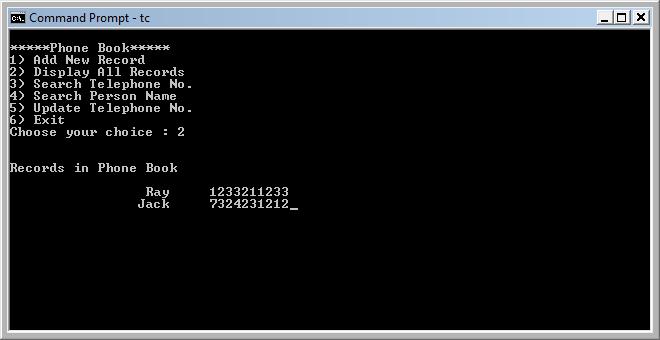 Command Prompt - tc
*****Phone Book*****
1) Add New Record
2) Display All Records
3) Search Telephone No.
4) Search Person Name
5) Update Telephone No.
6) Exit
Choose your choice : 2
Records in Phone Book
Ray 1233211233
Jack 7324231212_